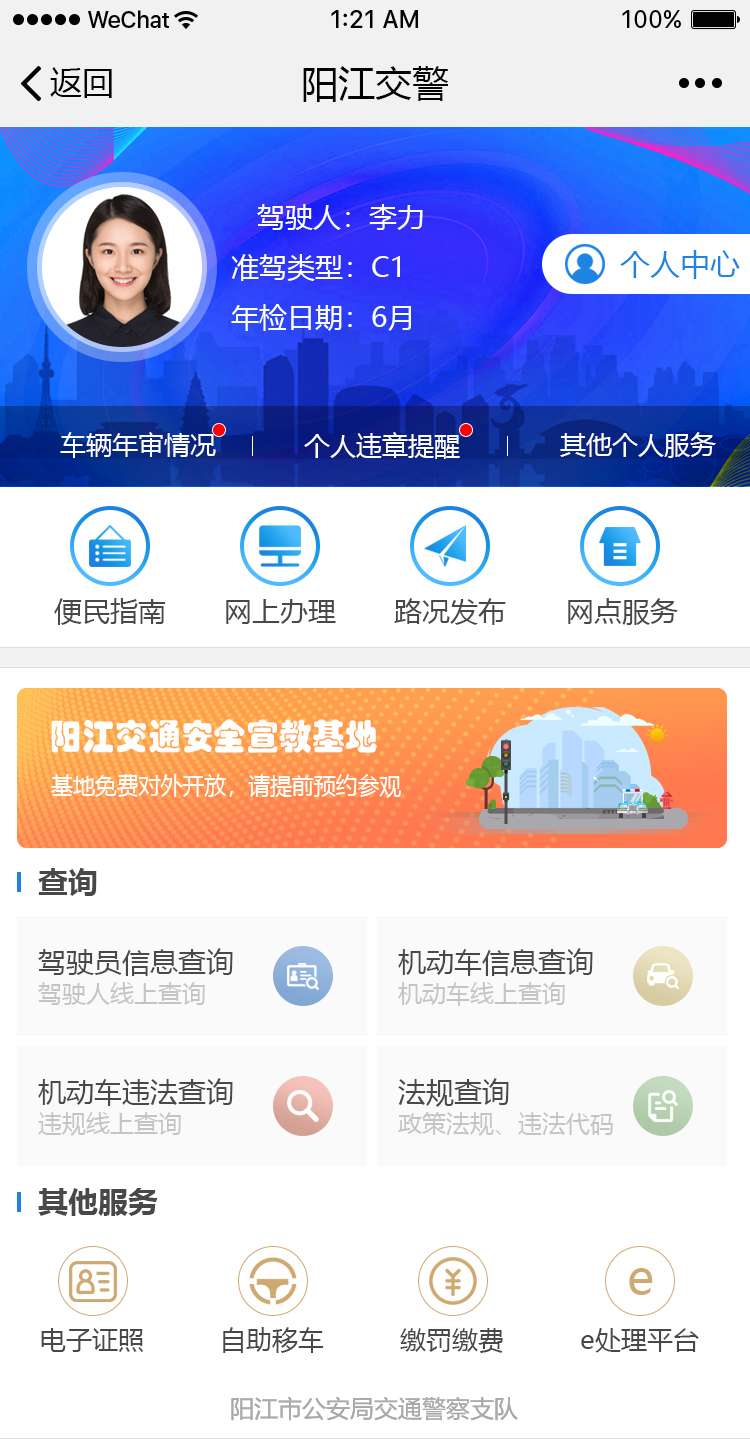 WeChat 1:21 AM 100%
返回 阳江交警
驾驶人：李力
准驾类型：C1
年检日期：6月
个人中心
车辆年审情况 个人违章提醒 其他个人服务
便民指南 网上办理 路况发布 网点服务
阳江交通安全宣教基地
基地免费对外开放，请提前预约参观
查询
驾驶员信息查询 机动车信息查询
驾驶人线上查询 机动车线上查询
机动车违法查询 法规查询
违规线上查询 政策法规、违法代码
其他服务
e
电子证照 自助移车 缴罚缴费 e处理平台
阳江市公安局交通警察支队